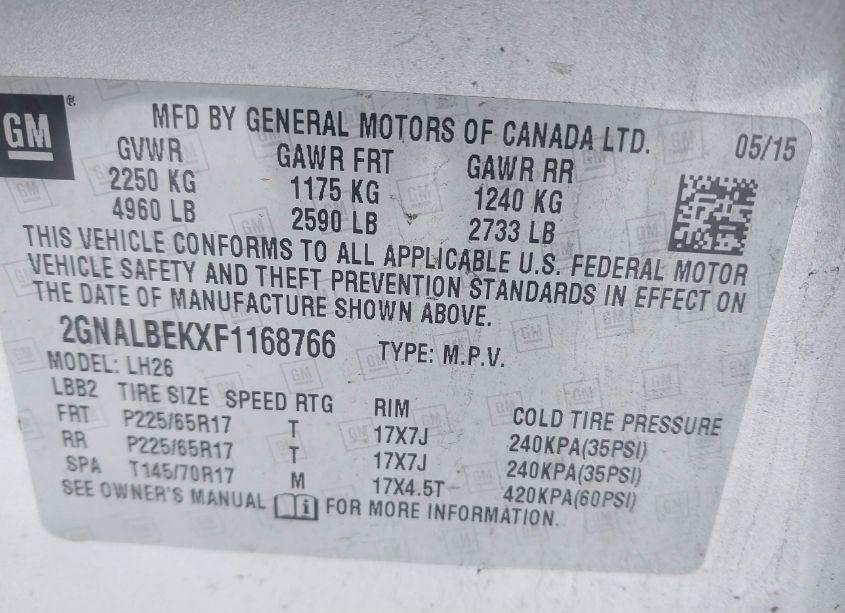 GM ®
MFD BY GENERAL MOTORS OF CANADA LTD. 05/15
GVWR GAWR FRT GAWR RR
2250 KG 1175 KG 1240 KG
4960 LB 2590 LB 2733 LB
THIS VEHICLE CONFORMS TO ALL APPLICABLE U.S. FEDERAL MOTOR
VEHICLE SAFETY AND THEFT PREVENTION STANDARDS IN EFFECT ON
THE DATE OF MANUFACTURE SHOWN ABOVE.
2GNALBEKXF1168766 TYPE: M.P.V.
MODEL: LH26
LBB2 TIRE SIZE SPEED RTG RIM COLD TIRE PRESSURE
FRT P225/65R17 T 17X7J 240KPA(35PSI)
RR P225/65R17 T 17X7J 240KPA(35PSI)
SPA T145/70R17 M 17X4.5T 420KPA(60PSI)
SEE OWNER'S MANUAL FOR MORE INFORMATION.